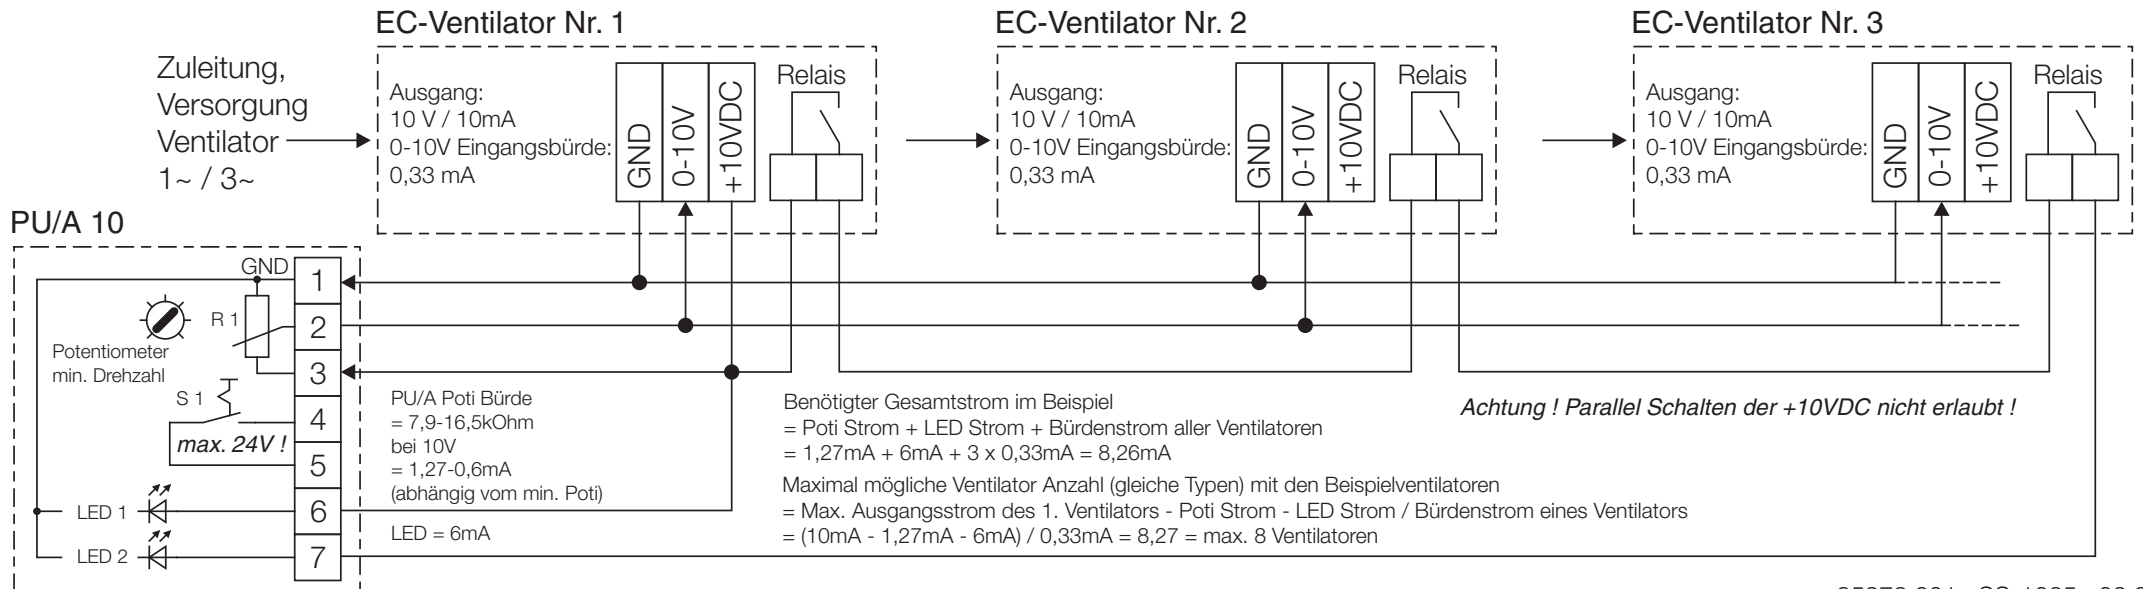 EC-Ventilator Nr. 1
EC-Ventilator Nr. 2
EC-Ventilator Nr. 3
Zuleitung,
Versorgung
Ventilator
1~ / 3~
Ausgang:
10 V / 10mA
0-10V Eingangsbürde:
0,33 mA
GND
0-10V
+10VDC
Relais
Ausgang:
10 V / 10mA
0-10V Eingangsbürde:
0,33 mA
GND
0-10V
+10VDC
Relais
Ausgang:
10 V / 10mA
0-10V Eingangsbürde:
0,33 mA
GND
0-10V
+10VDC
Relais
PU/A 10
GND
1
R 1
2
Potentiometer
min. Drehzahl
3
S 1
4
max. 24V !
5
LED 1
6
LED 2
7
PU/A Poti Bürde
= 7,9-16,5kOhm
bei 10V
= 1,27-0,6mA
(abhängig vom min. Poti)
LED = 6mA
Benötigter Gesamtstrom im Beispiel
= Poti Strom + LED Strom + Bürdenstrom aller Ventilatoren
= 1,27mA + 6mA + 3 x 0,33mA = 8,26mA
Maximal mögliche Ventilator Anzahl (gleiche Typen) mit den Beispielventilatoren
= Max. Ausgangsstrom des 1. Ventilators - Poti Strom - LED Strom / Bürdenstrom eines Ventilators
= (10mA - 1,27mA - 6mA) / 0,33mA = 8,27 = max. 8 Ventilatoren
Achtung ! Parallel Schalten der +10VDC nicht erlaubt !